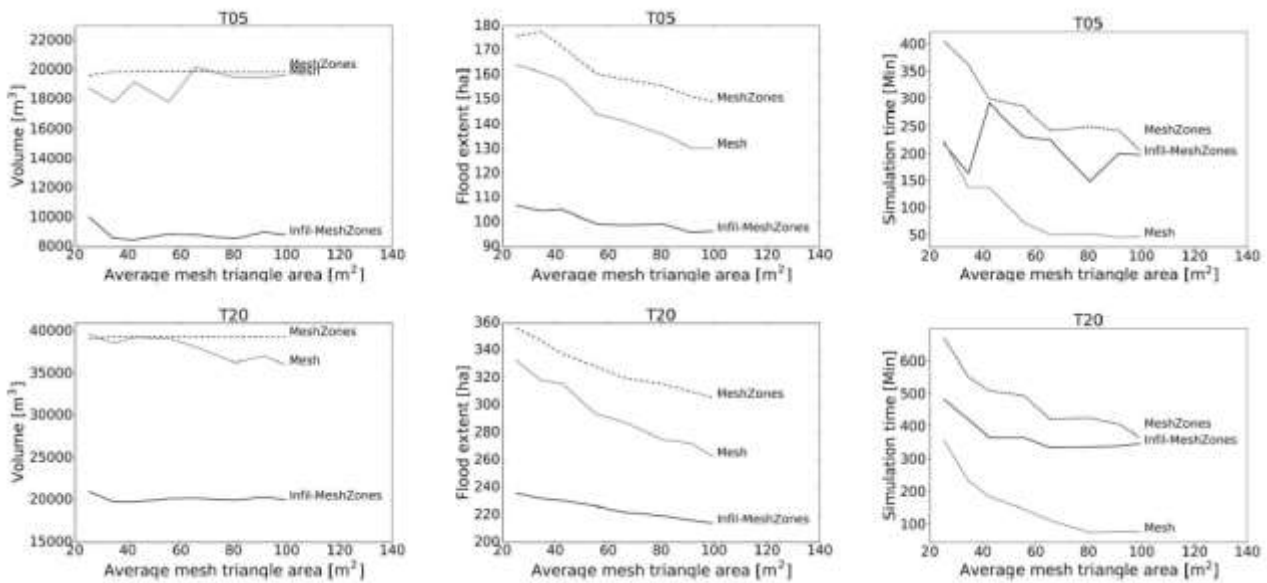 T05
22000
20000
18000
16000
14000
12000
10000
8000
Volume [m³]
MeshZones
Mesh
Infil-MeshZones
20 40 60 80 100 120 140
Average mesh triangle area [m²]
T05
180
170
160
150
140
130
120
110
100
90
Flood extent [ha]
MeshZones
Mesh
Infil-MeshZones
20 40 60 80 100 120 140
Average mesh triangle area [m²]
T05
400
350
300
250
200
150
100
50
Simulation time [Min]
MeshZones
Infil-MeshZones
Mesh
20 40 60 80 100 120 140
Average mesh triangle area [m²]
T20
40000
35000
30000
25000
20000
15000
Volume [m³]
MeshZones
Mesh
Infil-MeshZones
20 40 60 80 100 120 140
Average mesh triangle area [m²]
T20
360
340
320
300
280
260
240
220
200
Flood extent [ha]
MeshZones
Mesh
Infil-MeshZones
20 40 60 80 100 120 140
Average mesh triangle area [m²]
T20
600
500
400
300
200
100
Simulation time [Min]
MeshZones
Infil-MeshZones
Mesh
20 40 60 80 100 120 140
Average mesh triangle area [m²]